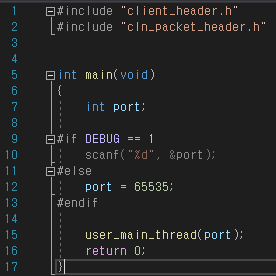 1 #include "client_header.h"
2 #include "cln_packet_header.h"
3
4
5 int main(void)
6 {
7 int port;
8
9 #if DEBUG == 1
10 scanf("%d", &port);
11 #else
12 port = 65535;
13 #endif
14
15 user_main_thread(port);
16 return 0;
17 }